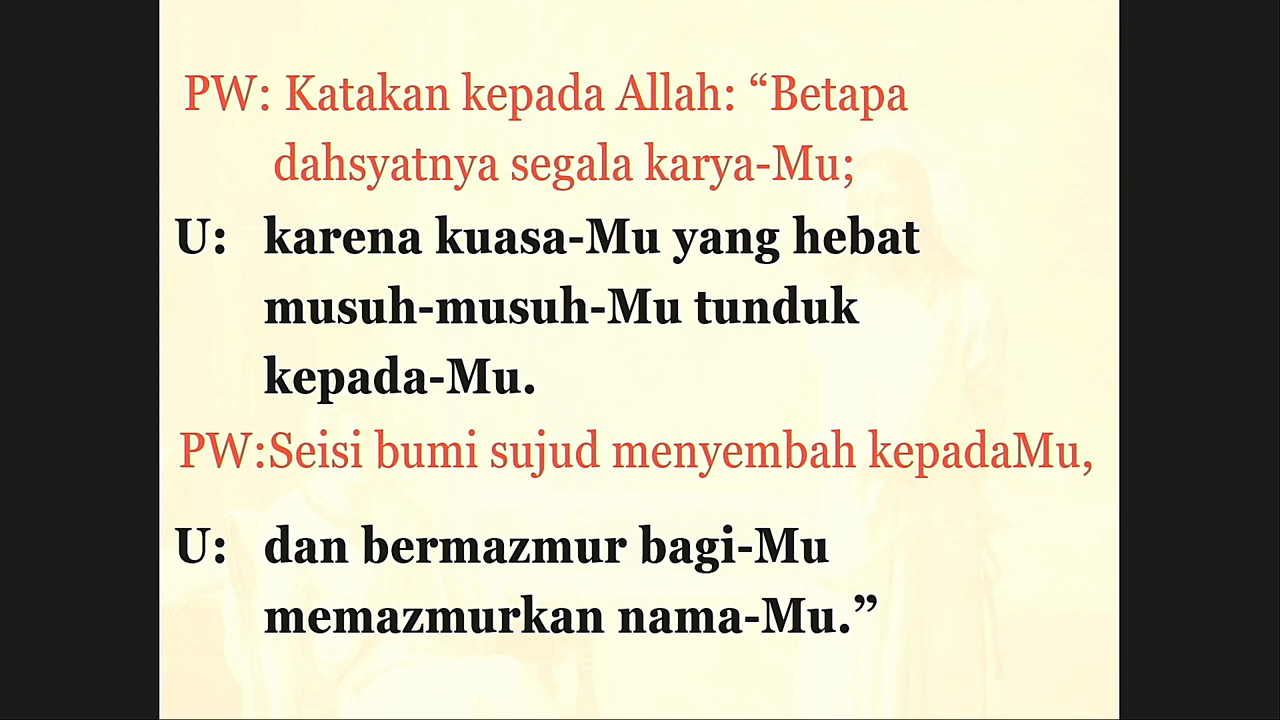 PW: Katakan kepada Allah: “Betapa
dahsyatnya segala karya-Mu;
U: karena kuasa-Mu yang hebat
musuh-musuh-Mu tunduk
kepada-Mu.
PW:Seisi bumi sujud menyembah kepadaMu,
U: dan bermazmur bagi-Mu
memazmurkan nama-Mu.”